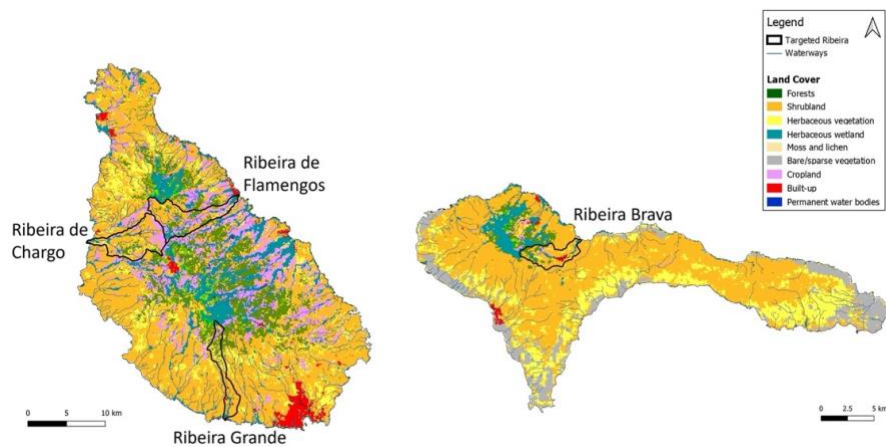 Legend
Targeted Ribeira
Waterways
Land Cover
Forests
Shrubland
Herbaceous vegetation
Herbaceous wetland
Moss and lichen
Bare/sparse vegetation
Cropland
Built-up
Permanent water bodies
Ribeira de
Flamengos
Ribeira de
Chargo
Ribeira Brava
Ribeira Grande
0 5 10 km
0 2.5 5 km